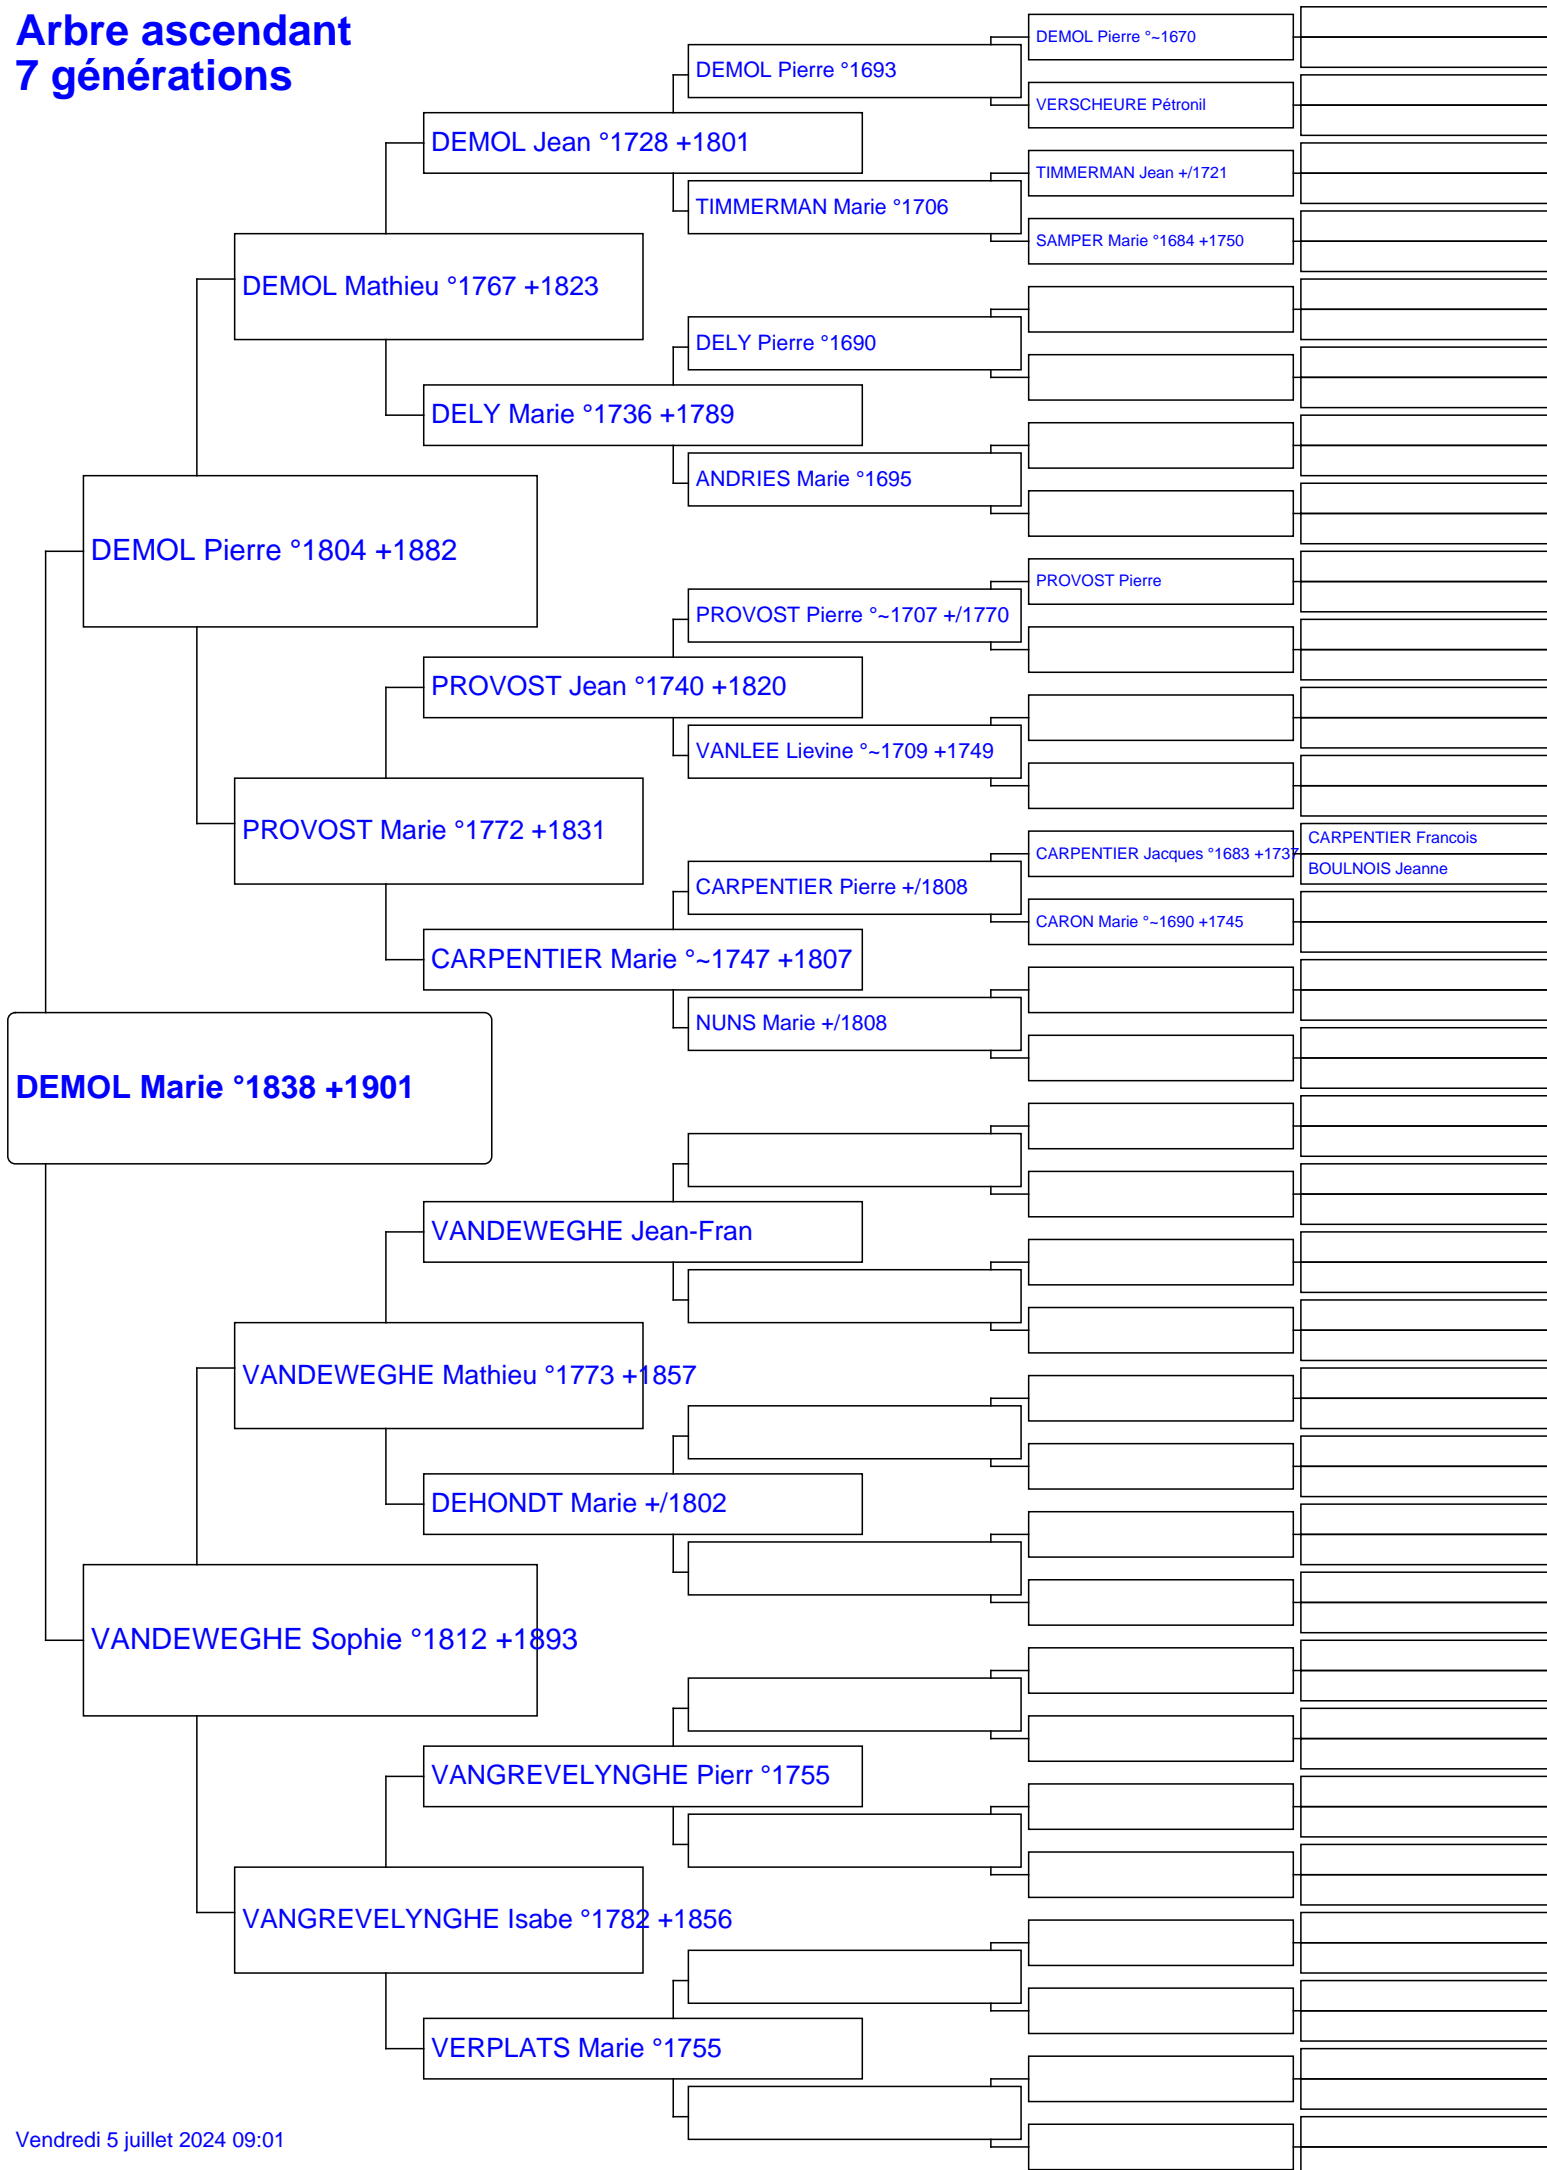 Arbre ascendant
7 générations
DEMOL Pierre °~1670
DEMOL Pierre °1693
VERSCHEURE Pétronil
DEMOL Jean °1728 +1801
TIMMERMAN Jean +/1721
TIMMERMAN Marie °1706
SAMPER Marie °1684 +1750
DEMOL Mathieu °1767 +1823
DELY Pierre °1690
DELY Marie °1736 +1789
ANDRIES Marie °1695
DEMOL Pierre °1804 +1882
PROVOST Pierre
PROVOST Pierre °~1707 +/1770
PROVOST Jean °1740 +1820
VANLEE Lievine °~1709 +1749
PROVOST Marie °1772 +1831
CARPENTIER Francois
CARPENTIER Jacques °1683 +1737
BOULNOIS Jeanne
CARPENTIER Pierre +/1808
CARON Marie °~1690 +1745
CARPENTIER Marie °~1747 +1807
NUNS Marie +/1808
DEMOL Marie °1838 +1901
VANDEWEGHE Jean-Fran
VANDEWEGHE Mathieu °1773 +1857
DEHONDT Marie +/1802
VANDEWEGHE Sophie °1812 +1893
VANGREVELYNGHE Pierr °1755
VANGREVELYNGHE Isabe °1782 +1856
VERPLATS Marie °1755
Vendredi 5 juillet 2024 09:01